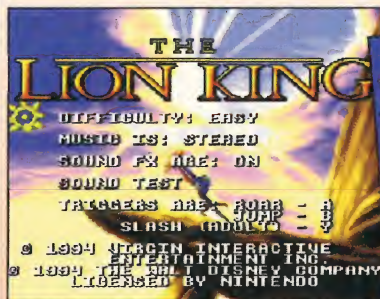 THE
LION KING
DIFFICULTY: EASY
MUSIC IS: STEREO
SOUND FX ARE: ON
SOUND TEST
TRIGGERS ARE: ROAR - A
JUMP - B
SLASH (ADULT) - Y
© 1994 VIRGIN INTERACTIVE
ENTERTAINMENT INC.
© 1994 THE WALT DISNEY COMPANY
LICENSED BY NINTENDO